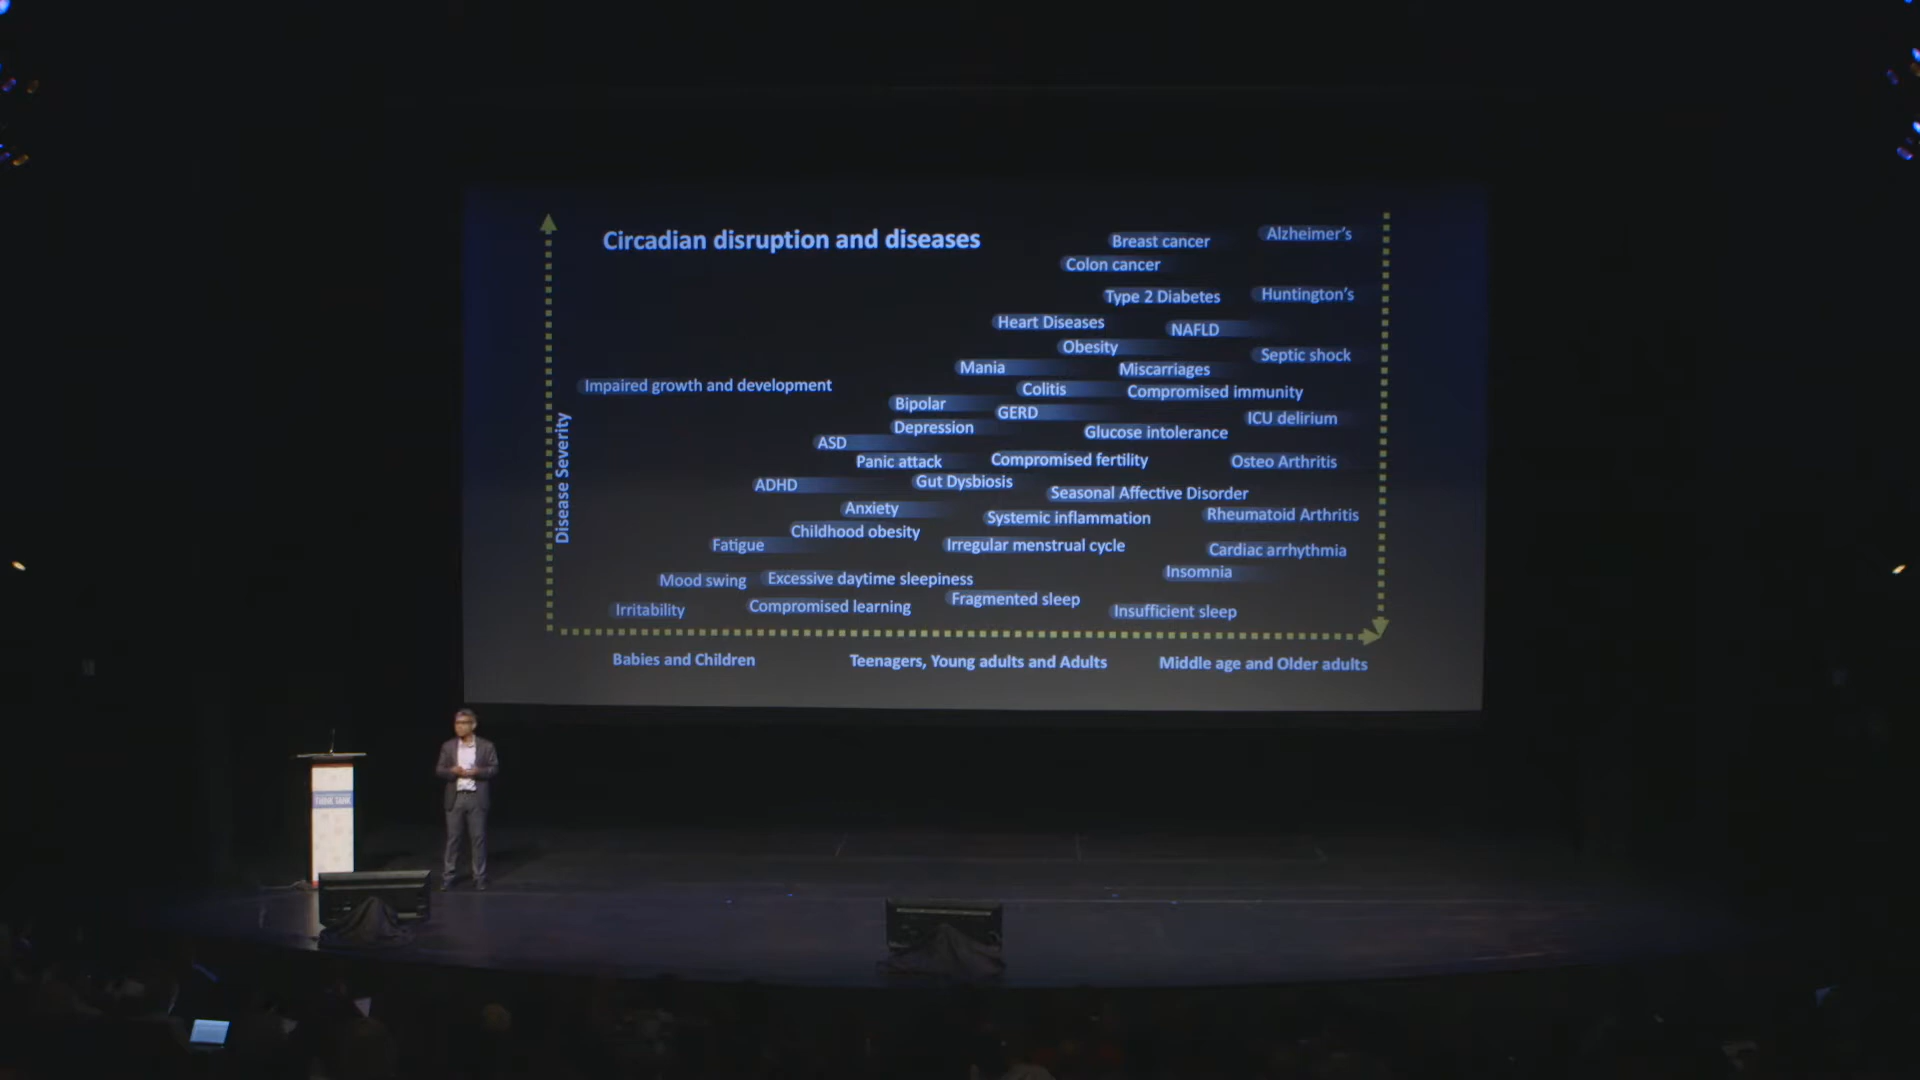 Circadian disruption and diseases
Breast cancer
Alzheimer's
Colon cancer
Type 2 Diabetes
Huntington's
Heart Diseases
NAFLD
Obesity
Septic shock
Mania
Miscarriages
Impaired growth and development
Colitis
Compromised immunity
Bipolar
GERD
ICU delirium
Depression
Glucose intolerance
ASD
Panic attack
Compromised fertility
Osteo Arthritis
ADHD
Gut Dysbiosis
Seasonal Affective Disorder
Anxiety
Systemic inflammation
Rheumatoid Arthritis
Childhood obesity
Fatigue
Irregular menstrual cycle
Cardiac arrhythmia
Insomnia
Mood swing
Excessive daytime sleepiness
Fragmented sleep
Irritability
Compromised learning
Insufficient sleep
Disease Severity
Babies and Children
Teenagers, Young adults and Adults
Middle age and Older adults
THINK TANK